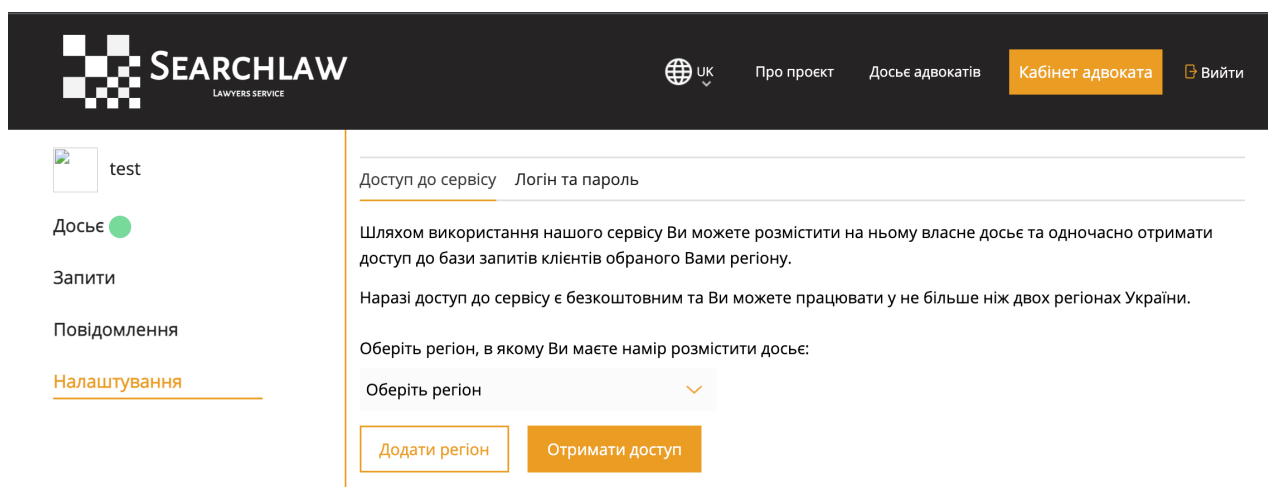 SEARCHLAW
LAWYERS SERVICE
UK
Про проєкт
Досьє адвокатів
Кабінет адвоката
Вийти
test
Досьє
Запити
Повідомлення
Налаштування
Доступ до сервісу
Логін та пароль
Шляхом використання нашого сервісу Ви можете розмістити на ньому власне досьє та одночасно отримати
доступ до бази запитів клієнтів обраного Вами регіону.
Наразі доступ до сервісу є безкоштовним та Ви можете працювати у не більше ніж двох регіонах України.
Оберіть регіон, в якому Ви маєте намір розмістити досьє:
Оберіть регіон
Додати регіон
Отримати доступ